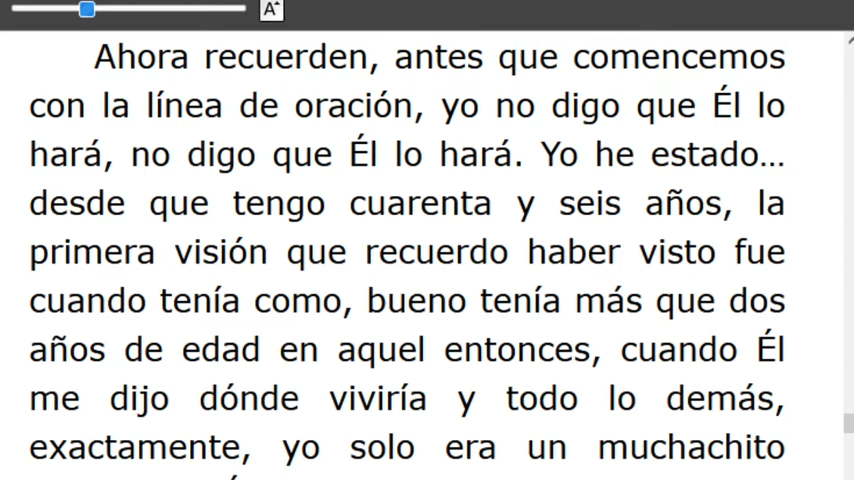 A
Ahora recuerden, antes que comencemos
con la línea de oración, yo no digo que Él lo
hará, no digo que Él lo hará. Yo he estado...
desde que tengo cuarenta y seis años, la
primera visión que recuerdo haber visto fue
cuando tenía como, bueno tenía más que dos
años de edad en aquel entonces, cuando Él
me dijo dónde viviría y todo lo demás,
exactamente, yo solo era un muchachito